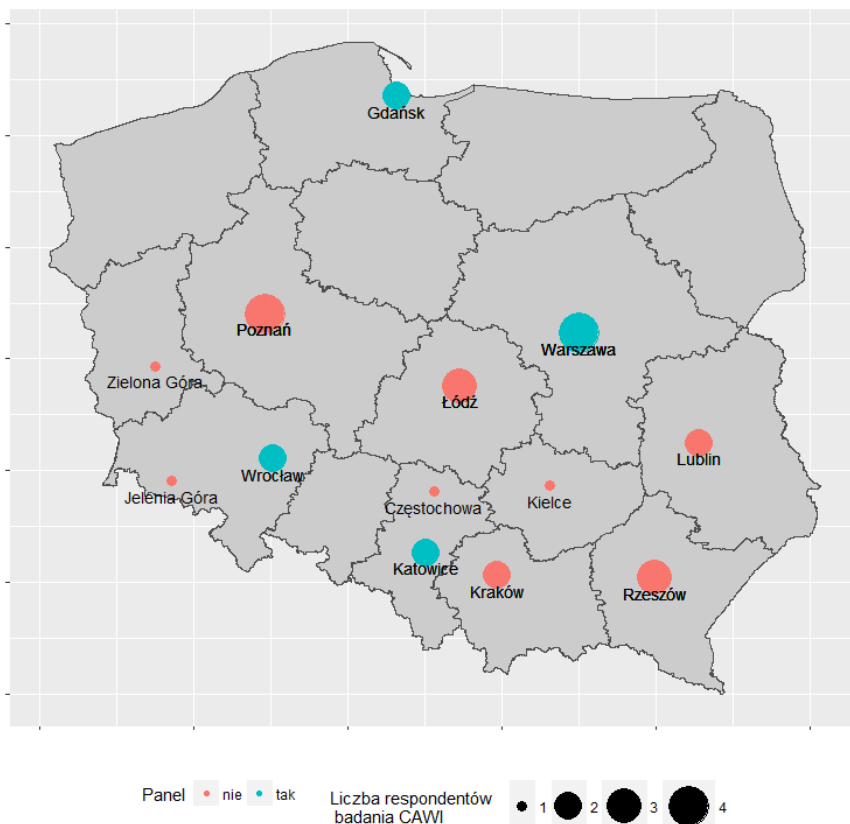 Gdańsk
Poznań
Warszawa
Zielona Góra
Łódź
Wrocław
Lublin
Jelenia Góra
Częstochowa
Kielce
Katowice
Kraków
Rzeszów
Panel nie tak
Liczba respondentów
badania CAWI
1 2 3 4